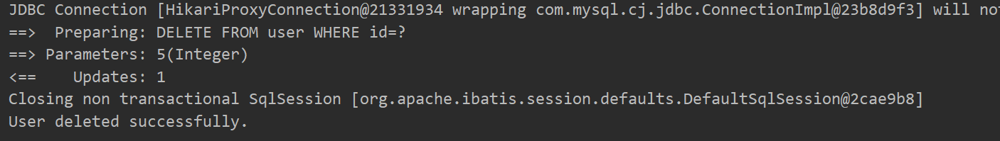 JDBC Connection [HikariProxyConnection@21331934 wrapping com.mysql.cj.jdbc.ConnectionImpl@23b8d9f3] will
==>  Preparing: DELETE FROM user WHERE id=?
==> Parameters: 5(Integer)
<==    Updates: 1
Closing non transactional SqlSession [org.apache.ibatis.session.defaults.DefaultSqlSession@2cae9b8]
User deleted successfully.